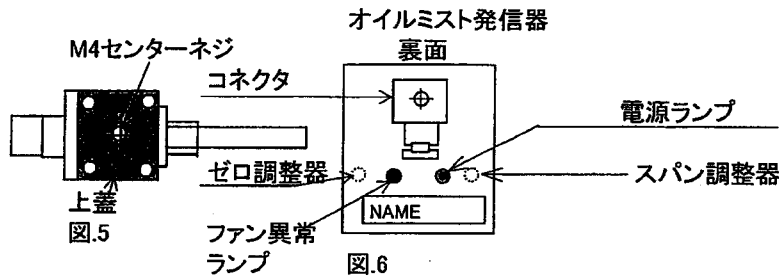 M4センターネジ
上蓋
図.5
オイルミスト発信器
裏面
コネクタ
電源ランプ
ゼロ調整器
スパン調整器
NAME
ファン異常
ランプ
図.6